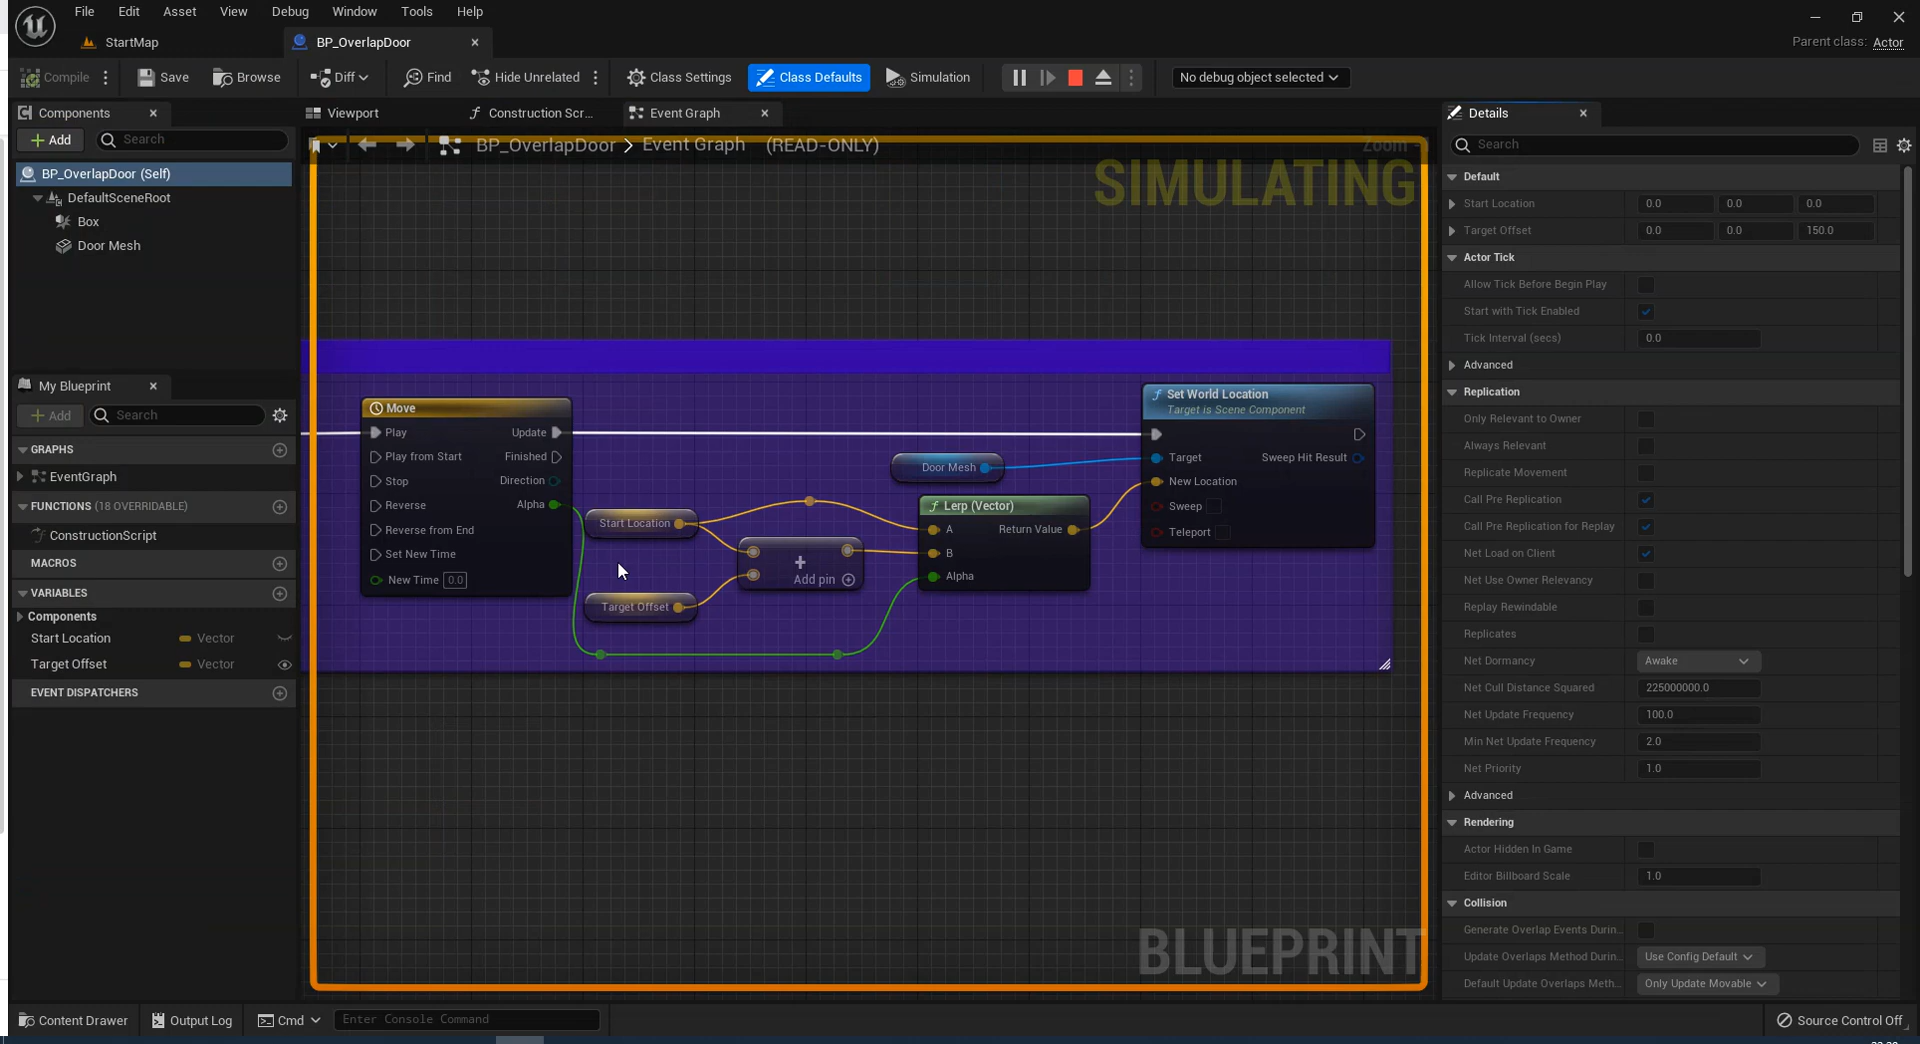 File Edit Asset View Debug Window Tools Help
StartMap
BP_OverlapDoor
Parent class: Actor
Compile
Save
Browse
Diff
Find
Hide Unrelated
Class Settings
Class Defaults
Simulation
No debug object selected
Components
Viewport
Construction Scr...
Event Graph
Details
Add
Search
BP_OverlapDoor > Event Graph (READ-ONLY)
Zoom
Search
BP_OverlapDoor (Self)
DefaultSceneRoot
Box
Door Mesh
My Blueprint
Add
Search
GRAPHS
EventGraph
FUNCTIONS (18 OVERRIDABLE)
ConstructionScript
MACROS
VARIABLES
Components
Start Location Vector
Target Offset Vector
EVENT DISPATCHERS
SIMULATING
Move
Play Update
Play from Start Finished
Stop Direction
Reverse Alpha
Reverse from End
Set New Time
New Time 0.0
Start Location
Target Offset
Add pin
Door Mesh
Lerp (Vector)
A Return Value
B
Alpha
Set World Location
Target is Scene Component
Target Sweep Hit Result
New Location
Sweep
Teleport
BLUEPRINT
Default
Start Location 0.0 0.0 0.0
Target Offset 0.0 0.0 150.0
Actor Tick
Allow Tick Before Begin Play
Start with Tick Enabled
Tick Interval (secs) 0.0
Advanced
Replication
Only Relevant to Owner
Always Relevant
Replicate Movement
Call Pre Replication
Call Pre Replication for Replay
Net Load on Client
Net Use Owner Relevancy
Replay Rewindable
Replicates
Net Dormancy Awake
Net Cull Distance Squared 225000000.0
Net Update Frequency 100.0
Min Net Update Frequency 2.0
Net Priority 1.0
Advanced
Rendering
Actor Hidden In Game
Editor Billboard Scale 1.0
Collision
Generate Overlap Events Durin...
Update Overlaps Method Durin... Use Config Default
Default Update Overlaps Meth... Only Update Movable
Content Drawer
Output Log
Cmd
Enter Console Command
Source Control Off